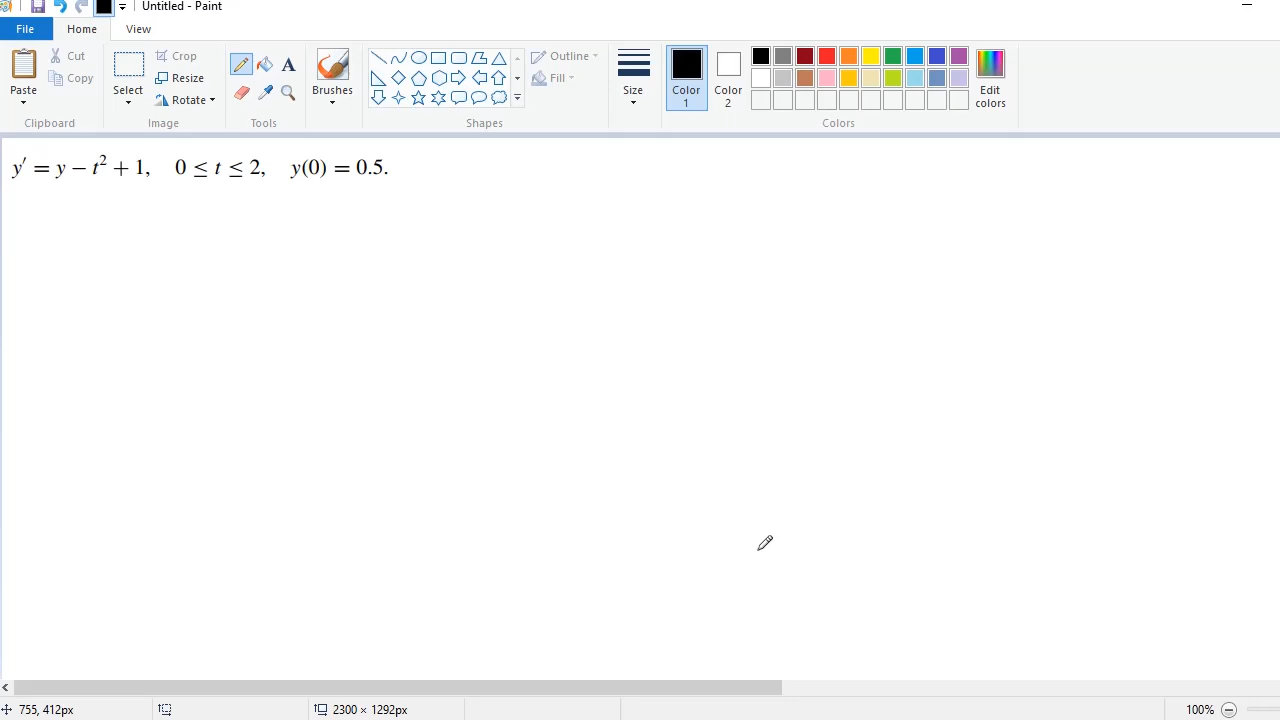 Untitled - Paint
File Home View
Paste
Cut
Copy
Clipboard
Select
Crop
Resize
Rotate
Image
A
Tools
Brushes
Outline
Fill
Shapes
Size
Color 1
Color 2
Edit colors
Colors
y′ = y − t² + 1, 0 ≤ t ≤ 2, y(0) = 0.5.
755, 412px
2300 × 1292px
100%